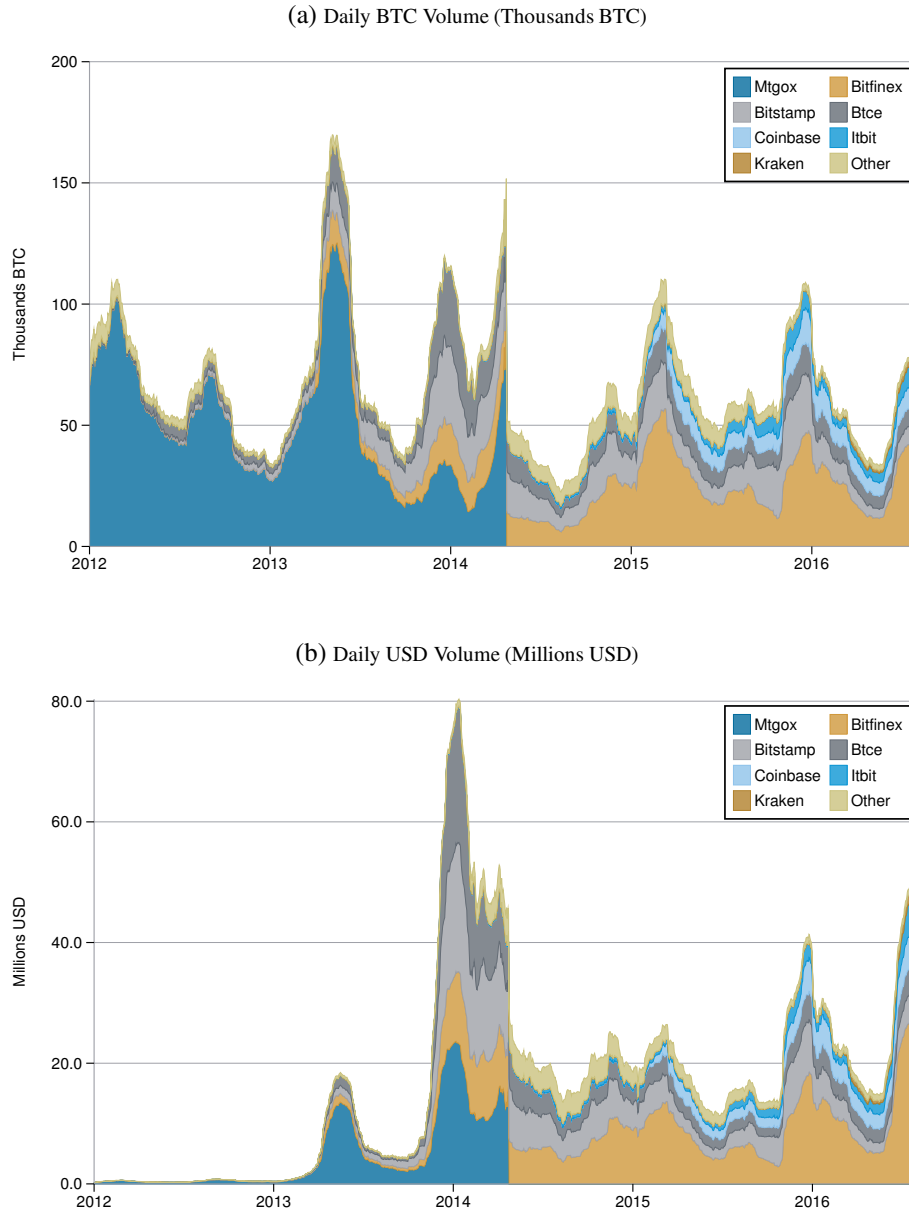 (a) Daily BTC Volume (Thousands BTC)
200
150
100
50
0
Thousands BTC
Mtgox Bitfinex
Bitstamp Btce
Coinbase Itbit
Kraken Other
2012 2013 2014 2015 2016
(b) Daily USD Volume (Millions USD)
80.0
60.0
40.0
20.0
0.0
Millions USD
Mtgox Bitfinex
Bitstamp Btce
Coinbase Itbit
Kraken Other
2012 2013 2014 2015 2016